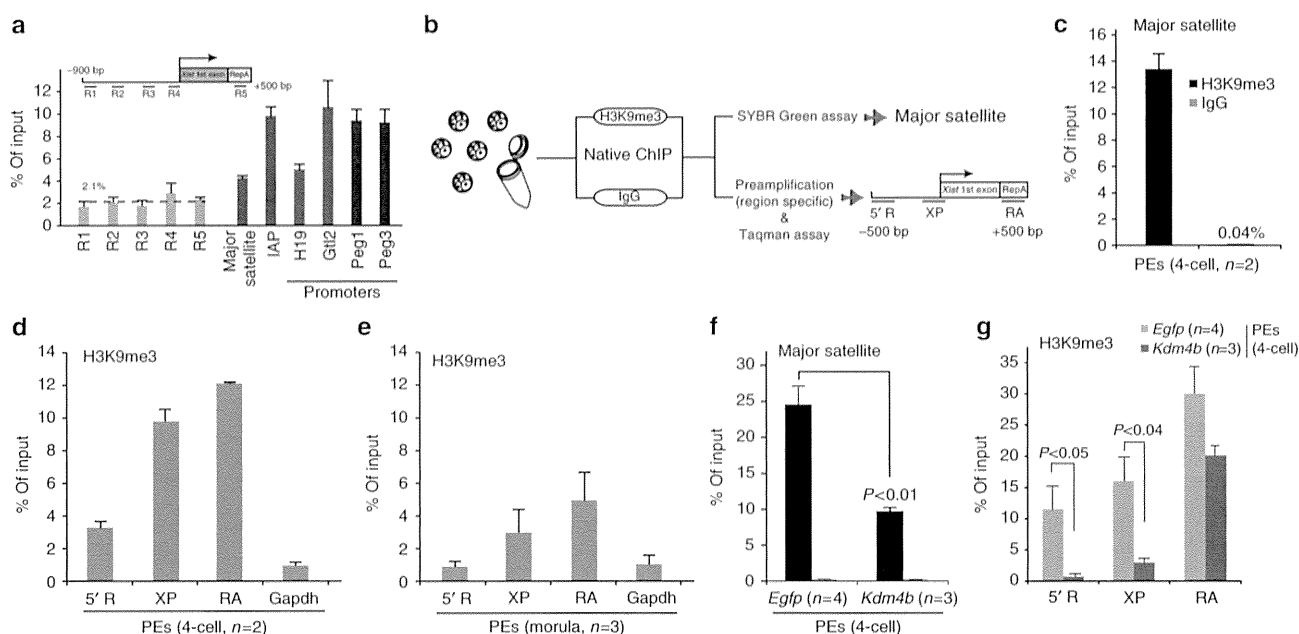 a
−900 bp
Xist 1st exon
RepA
R1
R2
R3
R4
R5
+500 bp
% Of input
12
10
8
6
4
2
0
2.1%
R1
R2
R3
R4
R5
Major satellite
IAP
H19
Gtl2
Peg1
Peg3
Promoters
b
H3K9me3
Native ChIP
IgG
SYBR Green assay
Major satellite
Preamplification
(region specific)
&
Taqman assay
Xist 1st exon
RepA
5′ R
XP
RA
−500 bp
+500 bp
c
Major satellite
% Of input
16
14
12
10
8
6
4
2
0
H3K9me3
IgG
0.04%
PEs (4-cell, n=2)
d
H3K9me3
% Of input
14
12
10
8
6
4
2
0
5′ R
XP
RA
Gapdh
PEs (4-cell, n=2)
e
H3K9me3
% Of input
14
12
10
8
6
4
2
0
5′ R
XP
RA
Gapdh
PEs (morula, n=3)
f
Major satellite
% Of input
30
25
20
15
10
5
0
P<0.01
Egfp (n=4)
Kdm4b (n=3)
PEs (4-cell)
g
H3K9me3
Egfp (n=4)
Kdm4b (n=3)
PEs
(4-cell)
% Of input
35
30
25
20
15
10
5
0
P<0.05
P<0.04
5′ R
XP
RA